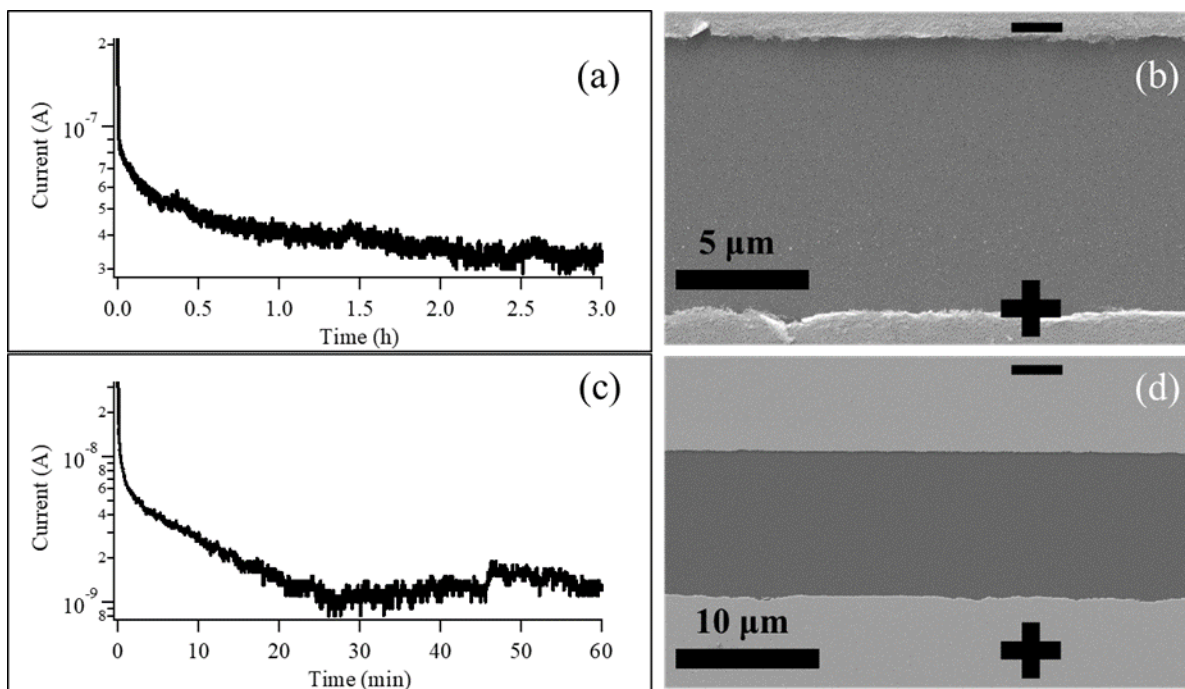 (a)
Current (A)
2
10-7
8
7
6
5
4
3
0.0 0.5 1.0 1.5 2.0 2.5 3.0
Time (h)
− (b)
5 µm
+
(c)
Current (A)
2
10-8
8
6
4
2
10-9
8
0 10 20 30 40 50 60
Time (min)
− (d)
10 µm
+